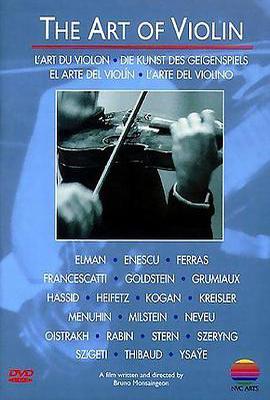 THE ART OF VIOLIN
L'ART DU VIOLON • DIE KUNST DES GEIGENSPIELS
EL ARTE DEL VIOLÍN • L'ARTE DEL VIOLINO
ELMAN • ENESCU • FERRAS
FRANCESCATTI • GOLDSTEIN • GRUMIAUX
HASSID • HEIFETZ • KOGAN • KREISLER
MENUHIN • MILSTEIN • NEVEU
OISTRAKH • RABIN • STERN • SZERYNG
SZIGETI • THIBAUD • YSAŸE
A film written and directed by
Bruno Monsaingeon
DVD
NVC ARTS